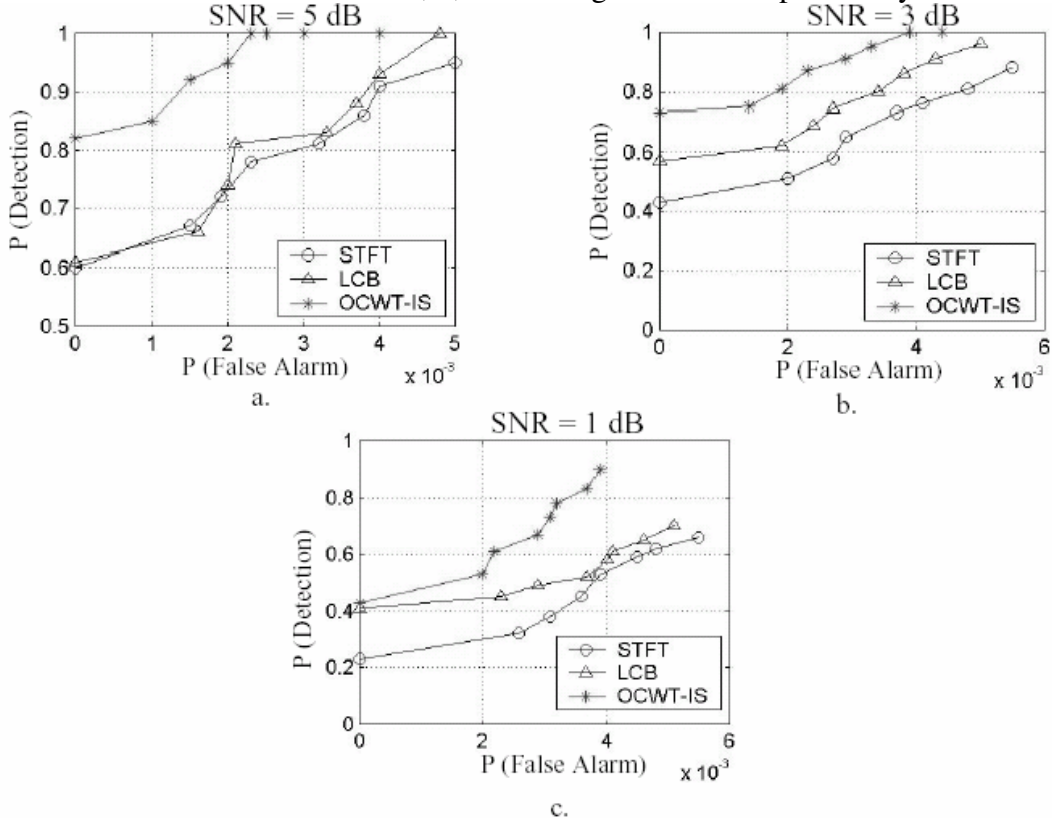 SNR = 5 dB
1
0.9
0.8
0.7
0.6
0.5
P (Detection)
STFT
LCB
OCWT-IS
0 1 2 3 4 5
P (False Alarm)
x 10⁻³
a.
SNR = 3 dB
1
0.8
0.6
0.4
0.2
0
P (Detection)
STFT
LCB
OCWT-IS
0 2 4 6
P (False Alarm)
x 10⁻³
b.
SNR = 1 dB
1
0.8
0.6
0.4
0.2
0
P (Detection)
STFT
LCB
OCWT-IS
0 2 4 6
P (False Alarm)
x 10⁻³
c.